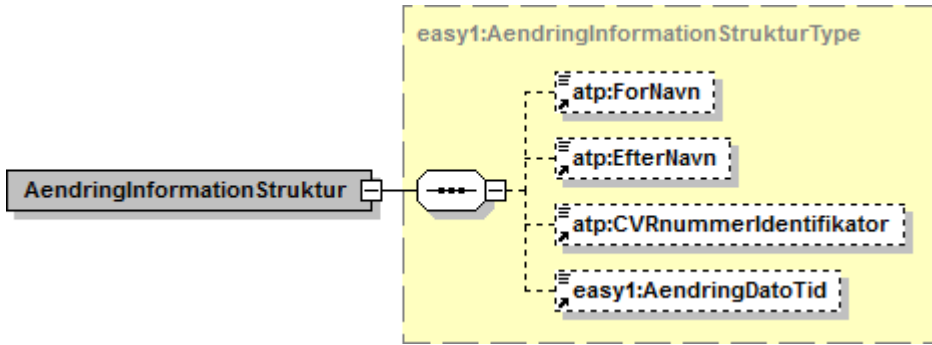 easy1:AendringInformationStrukturType
atp:ForNavn
atp:EfterNavn
AendringInformationStruktur
atp:CVRnummerIdentifikator
easy1:AendringDatoTid